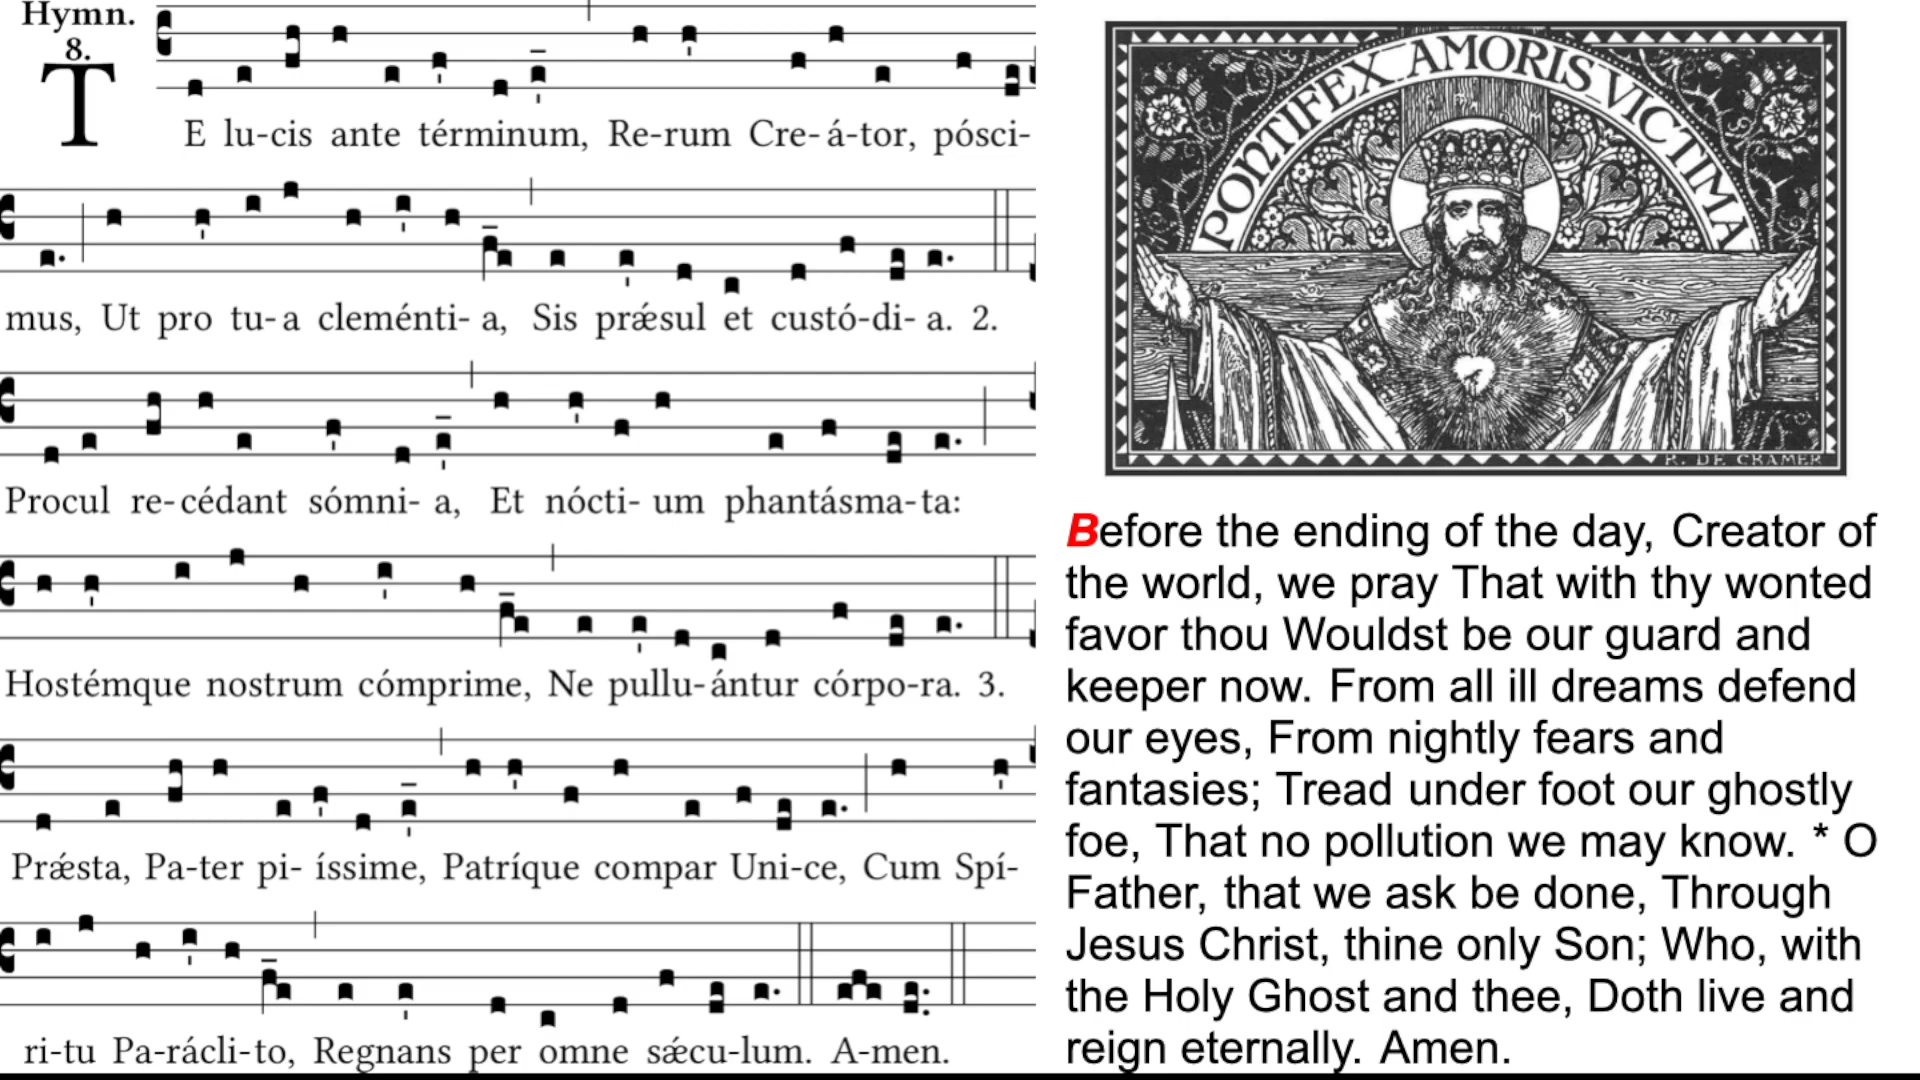 Hymn.
8.
TE lu-cis ante términum, Re-rum Cre-á-tor, pósci-
mus, Ut pro tu-a cleménti-a, Sis prǽsul et custó-di-a. 2.
Procul re-cédant sómni-a, Et nócti-um phantásma-ta:
Hostémque nostrum cómprime, Ne pullu-ántur córpo-ra. 3.
Prǽsta, Pa-ter pi-íssime, Patríque compar Uni-ce, Cum Spí-
ri-tu Pa-rácli-to, Regnans per omne sǽcu-lum. A-men.
PONTIFEX AMORIS VICTIMA
R. DE CRAMER
Before the ending of the day, Creator of
the world, we pray That with thy wonted
favor thou Wouldst be our guard and
keeper now. From all ill dreams defend
our eyes, From nightly fears and
fantasies; Tread under foot our ghostly
foe, That no pollution we may know. * O
Father, that we ask be done, Through
Jesus Christ, thine only Son; Who, with
the Holy Ghost and thee, Doth live and
reign eternally. Amen.